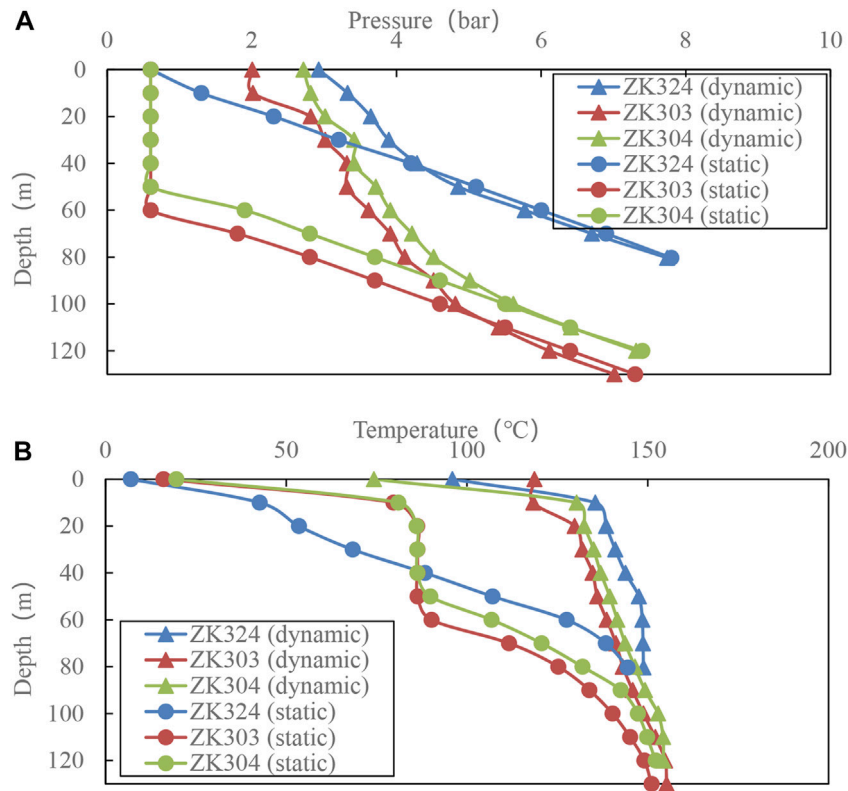 A
Pressure (bar)
0 2 4 6 8 10
Depth (m)
0
20
40
60
80
100
120
ZK324 (dynamic)
ZK303 (dynamic)
ZK304 (dynamic)
ZK324 (static)
ZK303 (static)
ZK304 (static)
B
Temperature (℃)
0 50 100 150 200
Depth (m)
0
20
40
60
80
100
120
ZK324 (dynamic)
ZK303 (dynamic)
ZK304 (dynamic)
ZK324 (static)
ZK303 (static)
ZK304 (static)